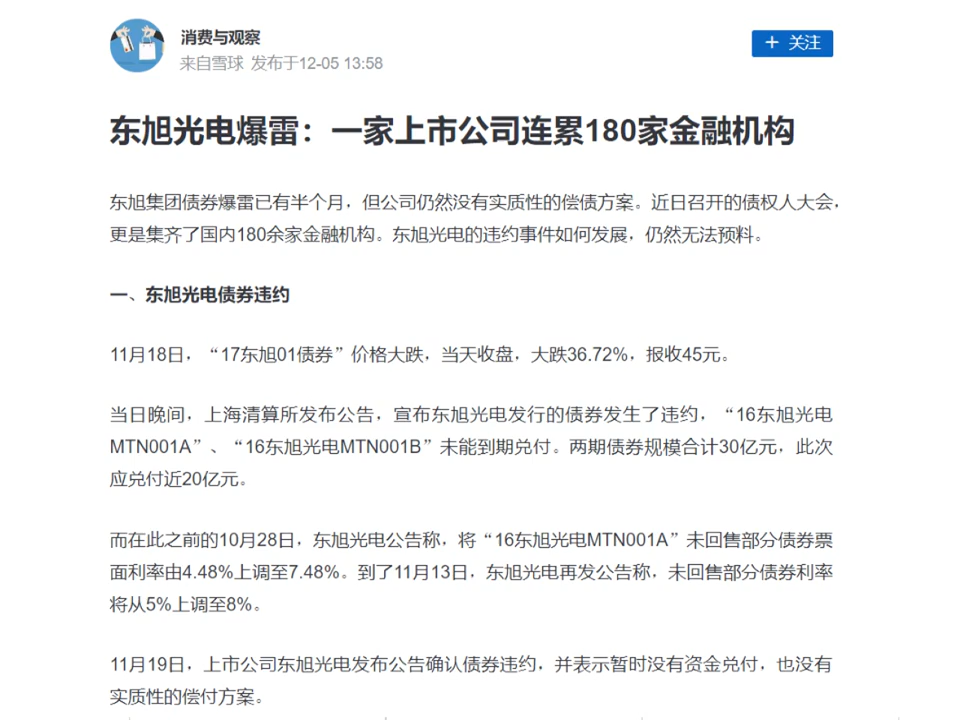 消费与观察
来自雪球 发布于12-05 13:58
+ 关注
东旭光电爆雷：一家上市公司连累180家金融机构
东旭集团债券爆雷已有半个月，但公司仍然没有实质性的偿债方案。近日召开的债权人大会，
更是集齐了国内180余家金融机构。东旭光电的违约事件如何发展，仍然无法预料。
一、东旭光电债券违约
11月18日，“17东旭01债券”价格大跌，当天收盘，大跌36.72%，报收45元。
当日晚间，上海清算所发布公告，宣布东旭光电发行的债券发生了违约，“16东旭光电
MTN001A”、“16东旭光电MTN001B”未能到期兑付。两期债券规模合计30亿元，此次
应兑付近20亿元。
而在此之前的10月28日，东旭光电公告称，将“16东旭光电MTN001A”未回售部分债券票
面利率由4.48%上调至7.48%。到了11月13日，东旭光电再发公告称，未回售部分债券利率
将从5%上调至8%。
11月19日，上市公司东旭光电发布公告确认债券违约，并表示暂时没有资金兑付，也没有
实质性的偿付方案。